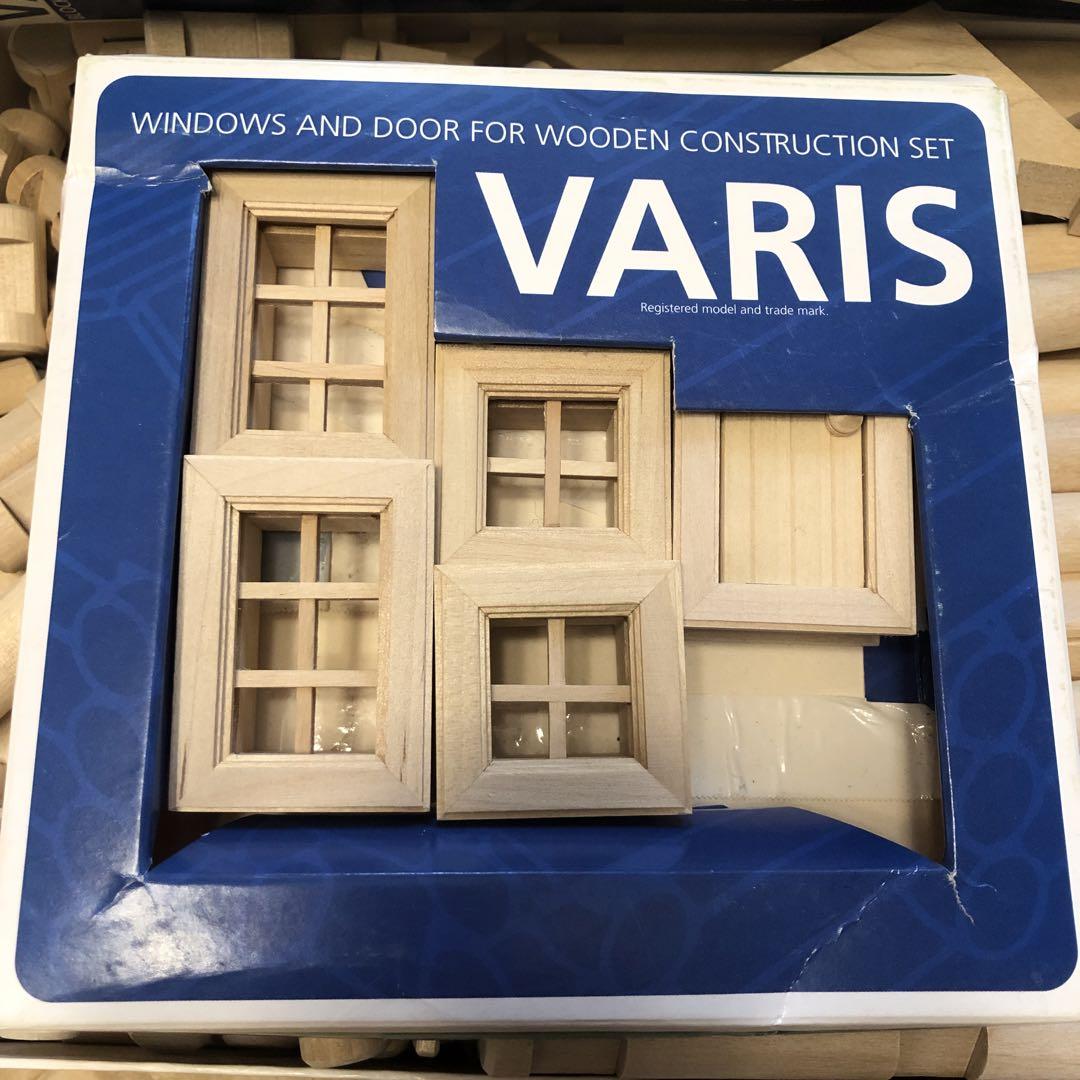 WINDOWS AND DOOR FOR WOODEN CONSTRUCTION SET
VARIS
Registered model and trade mark.